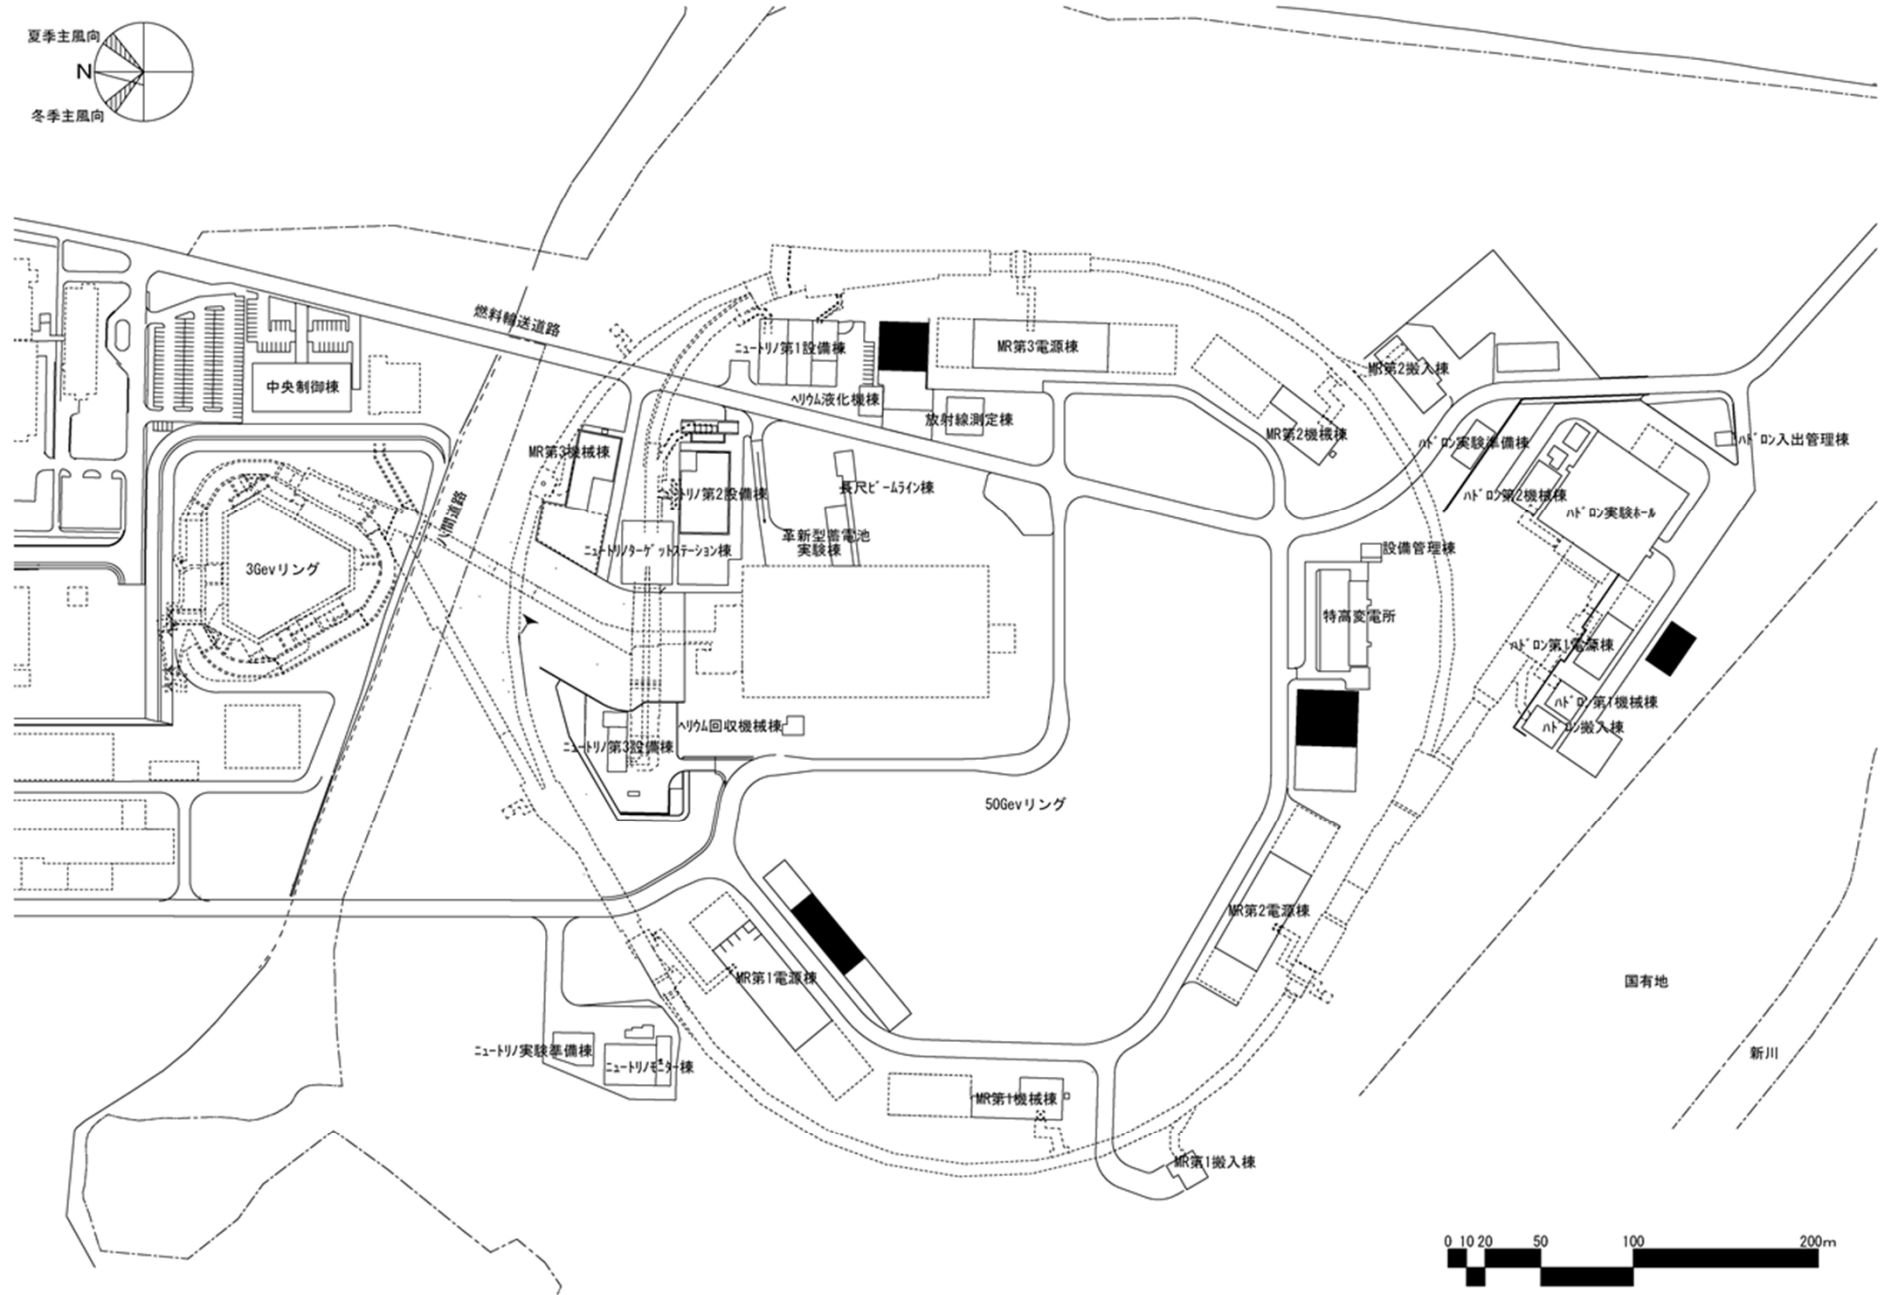 夏季主風向
N
冬季主風向
燃料輸送道路
中央制御棟
ニュートリノ第1設備棟
MR第3電源棟
MR第2搬入棟
ヘリウム液化機棟
放射線測定棟
MR第2機械棟
ハドロン実験準備棟
ハドロン入出管理棟
MR第3機械棟
ニュートリノ第2設備棟
長尺ビームライン棟
ハドロン第2機械棟
ハドロン実験ホール
八間道路
革新型蓄電池
実験棟
ニュートリノターゲットステーション棟
設備管理棟
3Gevリング
特高変電所
ハドロン第1電源棟
ハドロン第1機械棟
ヘリウム回収機械棟
ハドロン搬入棟
ニュートリノ第3設備棟
50Gevリング
MR第2電源棟
MR第1電源棟
国有地
ニュートリノ実験準備棟
新川
ニュートリノモニター棟
MR第1機械棟
MR第1搬入棟
0 10 20 50 100 200m